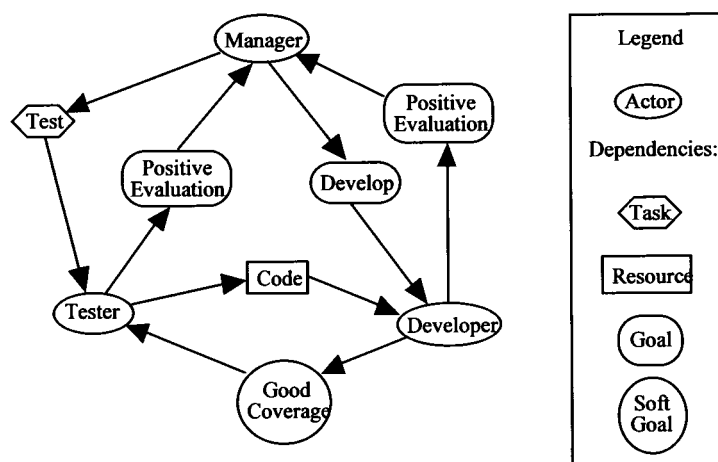 Manager
Test
Positive
Evaluation
Positive
Evaluation
Develop
Code
Tester
Developer
Good
Coverage
Legend
Actor
Dependencies:
Task
Resource
Goal
Soft
Goal